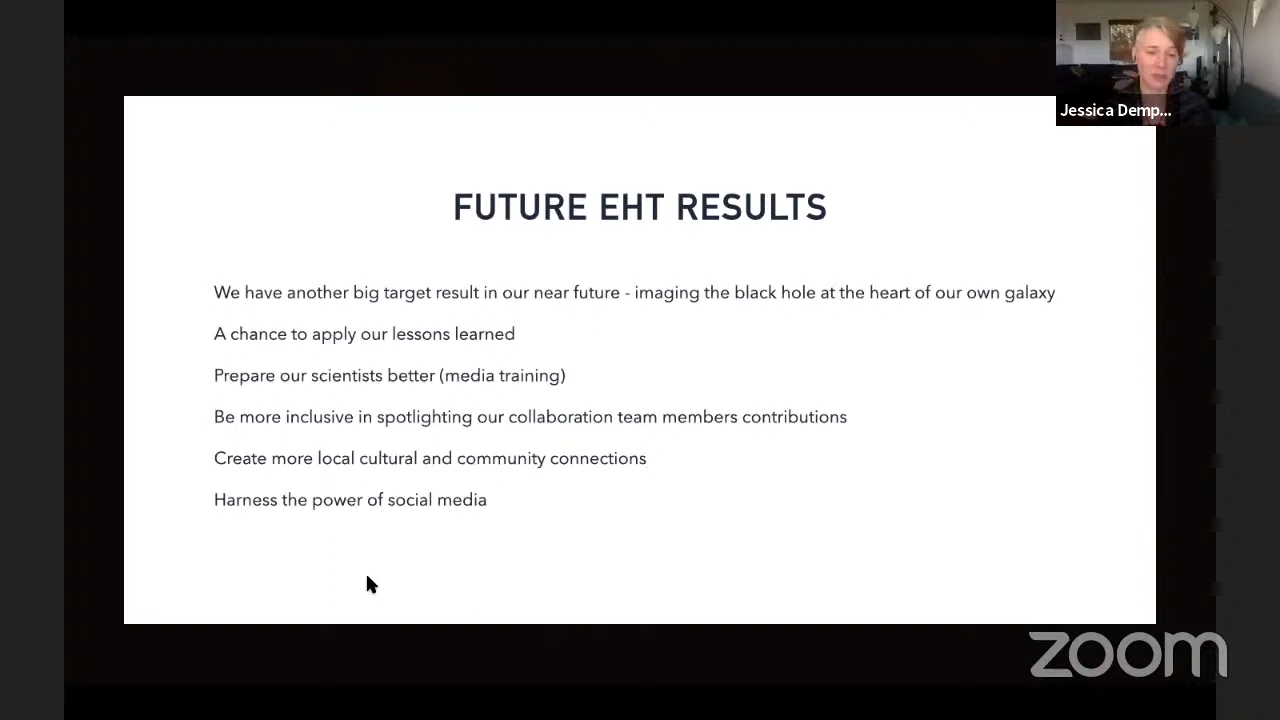 Jessica Demp...
FUTURE EHT RESULTS
We have another big target result in our near future - imaging the black hole at the heart of our own galaxy
A chance to apply our lessons learned
Prepare our scientists better (media training)
Be more inclusive in spotlighting our collaboration team members contributions
Create more local cultural and community connections
Harness the power of social media
zoom